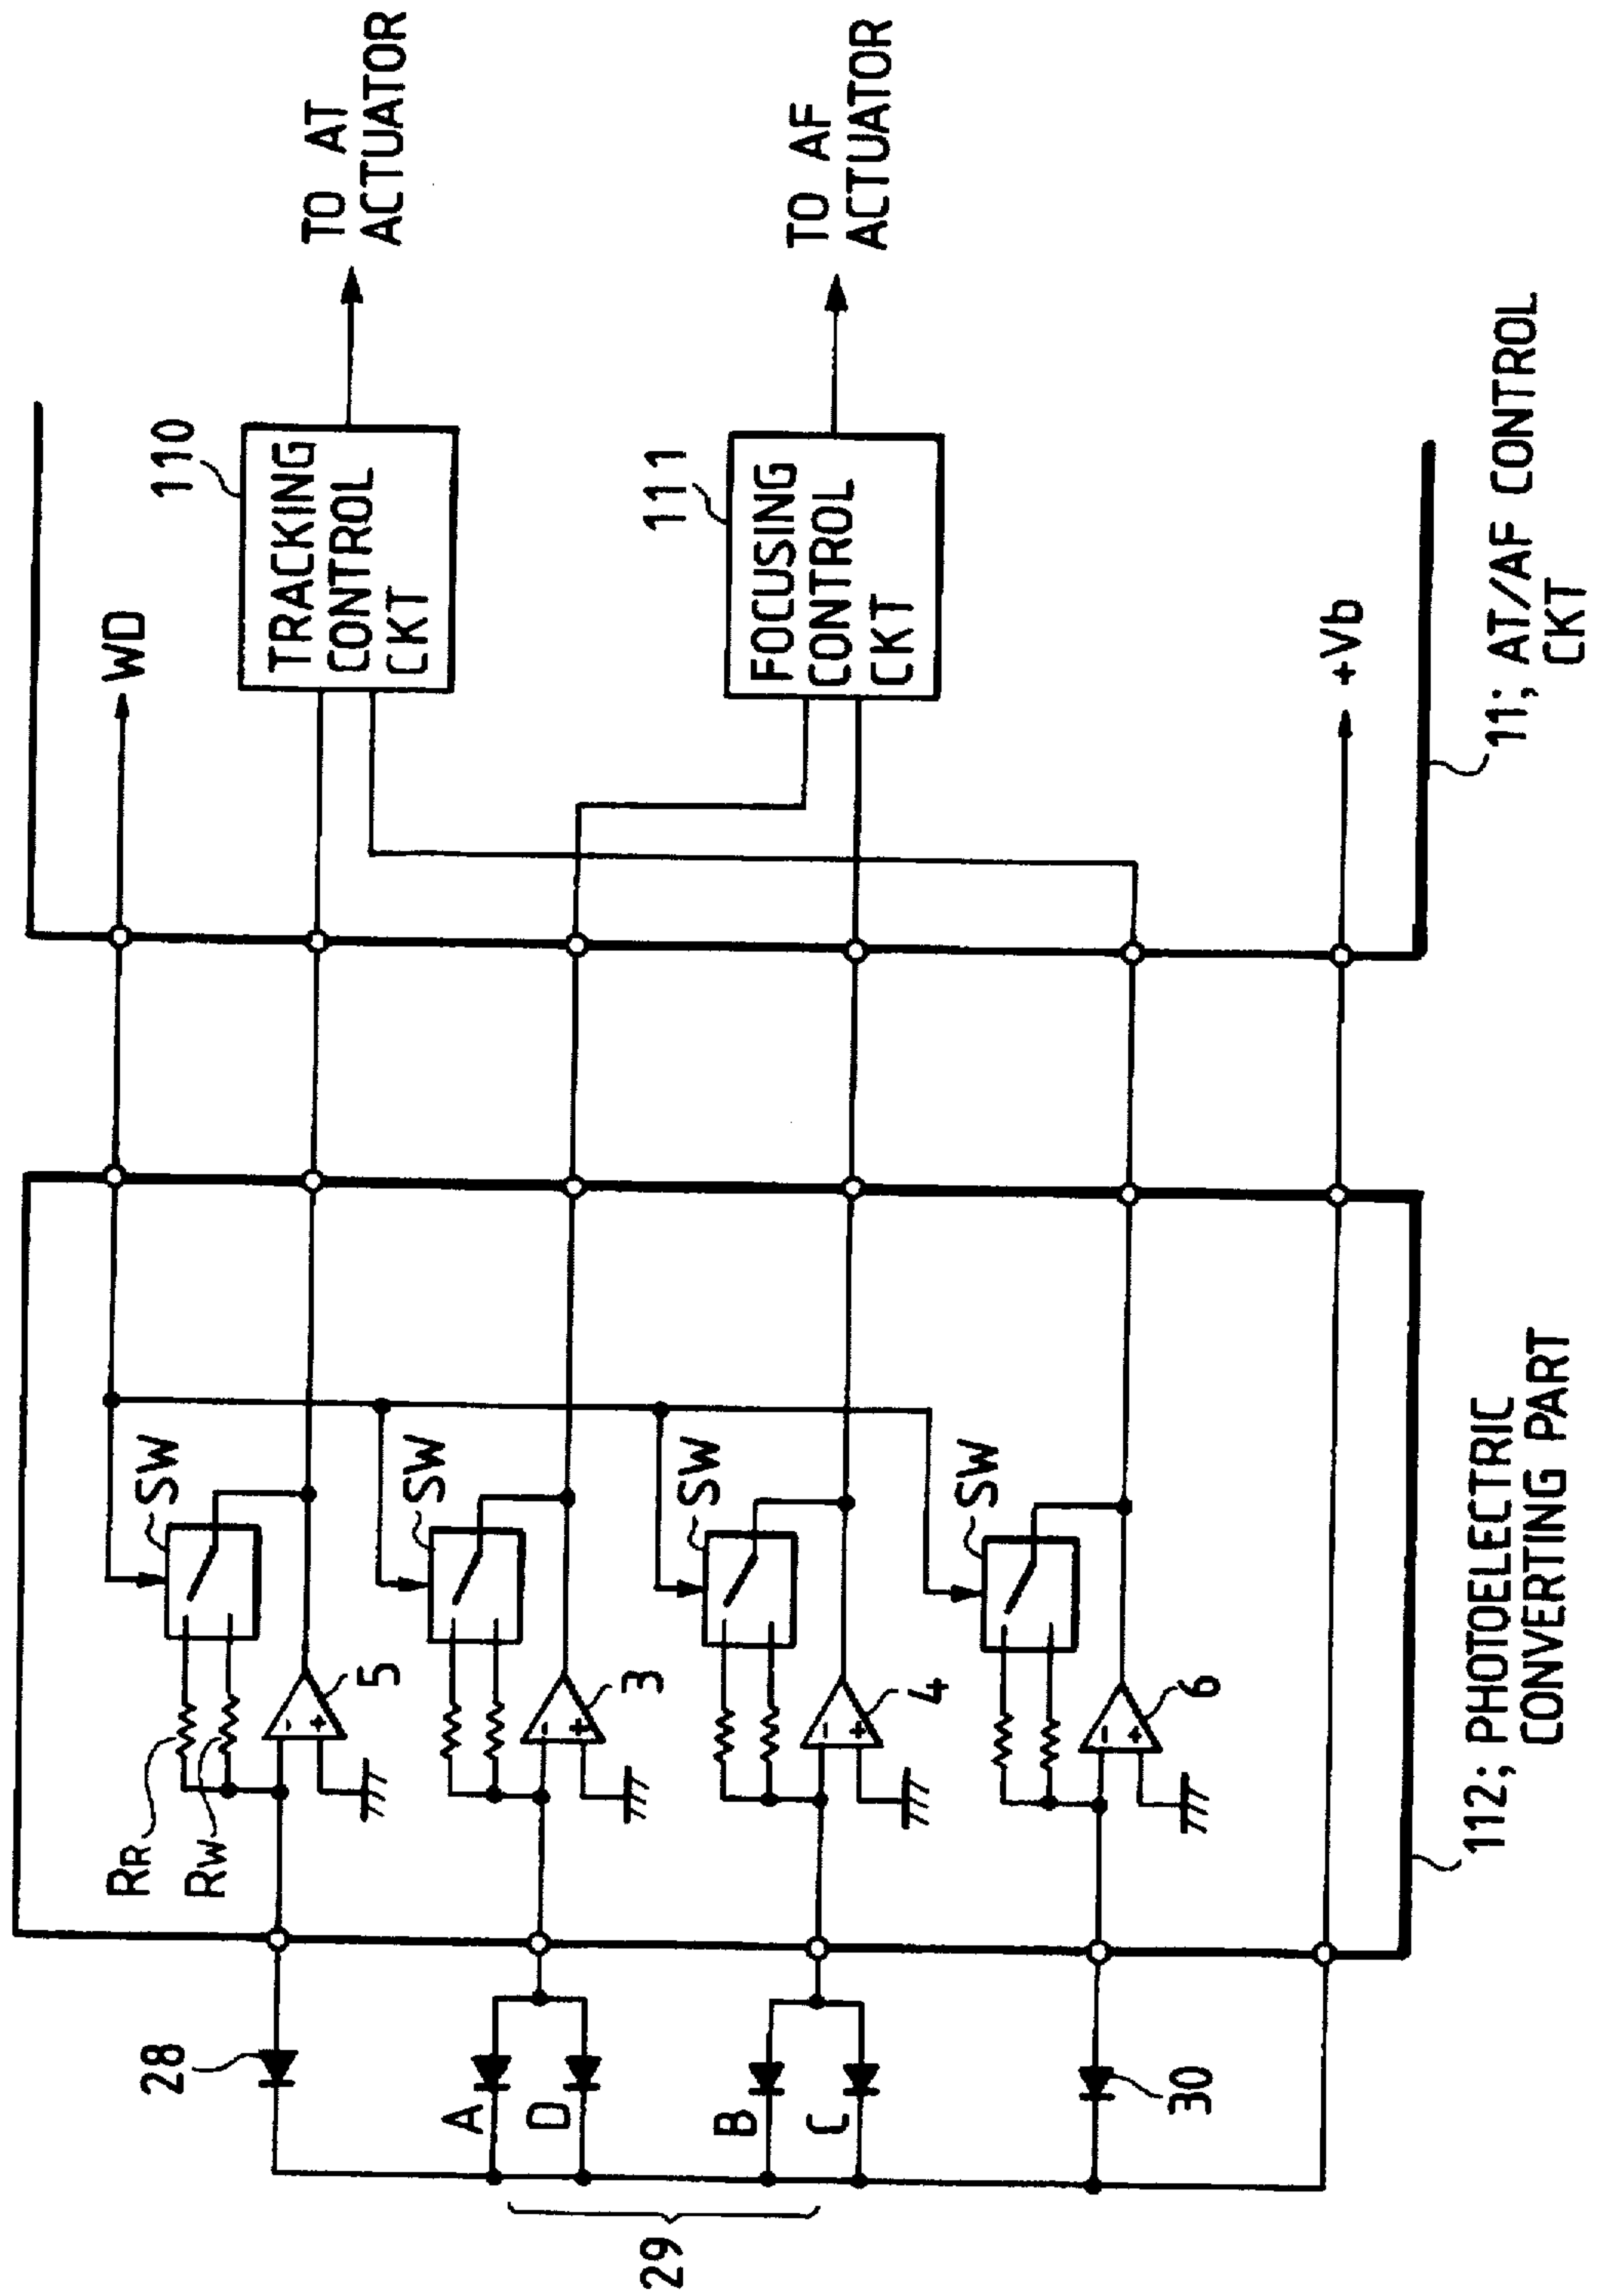 TO AT
ACTUATOR
TO AF
ACTUATOR
110
TRACKING
CONTROL
CKT
111
FOCUSING
CONTROL
CKT
WD
+Vb
11; AT/AF CONTROL
CKT
SW
SW
SW
SW
RR
RW
-
+
5
-
+
3
-
+
4
-
+
6
112; PHOTOELECTRIC
CONVERTING PART
28
A
D
B
C
30
29